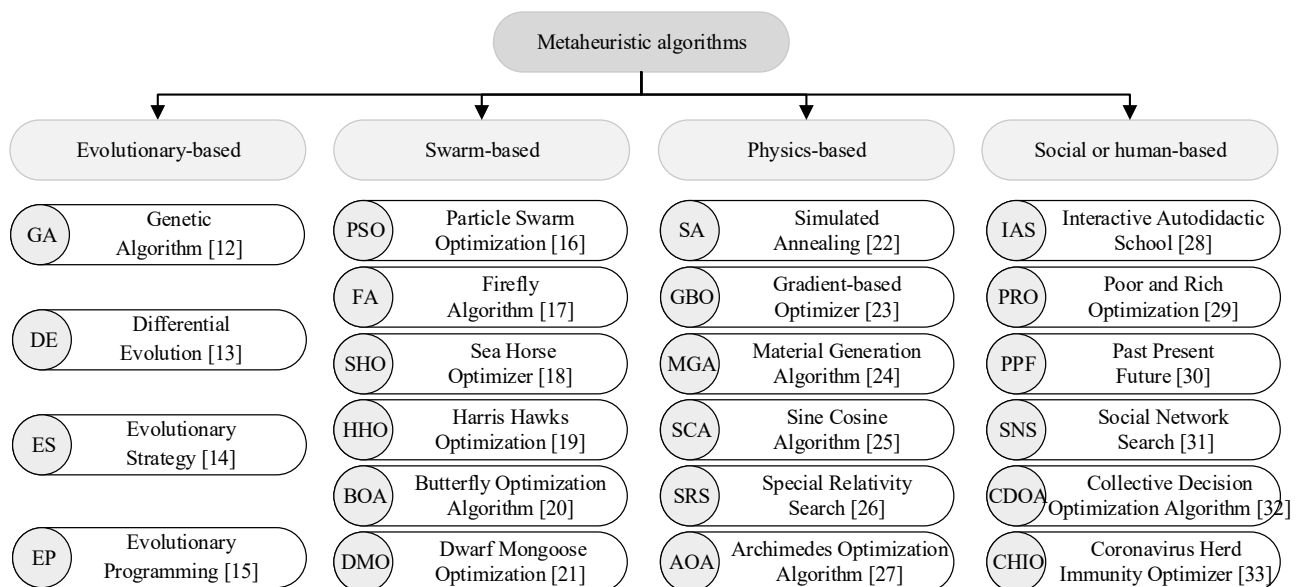 Metaheuristic algorithms
Evolutionary-based
GA
Genetic
Algorithm [12]
DE
Differential
Evolution [13]
ES
Evolutionary
Strategy [14]
EP
Evolutionary
Programming [15]
Swarm-based
PSO
Particle Swarm
Optimization [16]
FA
Firefly
Algorithm [17]
SHO
Sea Horse
Optimizer [18]
HHO
Harris Hawks
Optimization [19]
BOA
Butterfly Optimization
Algorithm [20]
DMO
Dwarf Mongoose
Optimization [21]
Physics-based
SA
Simulated
Annealing [22]
GBO
Gradient-based
Optimizer [23]
MGA
Material Generation
Algorithm [24]
SCA
Sine Cosine
Algorithm [25]
SRS
Special Relativity
Search [26]
AOA
Archimedes Optimization
Algorithm [27]
Social or human-based
IAS
Interactive Autodidactic
School [28]
PRO
Poor and Rich
Optimization [29]
PPF
Past Present
Future [30]
SNS
Social Network
Search [31]
CDOA
Collective Decision
Optimization Algorithm [32]
CHIO
Coronavirus Herd
Immunity Optimizer [33]